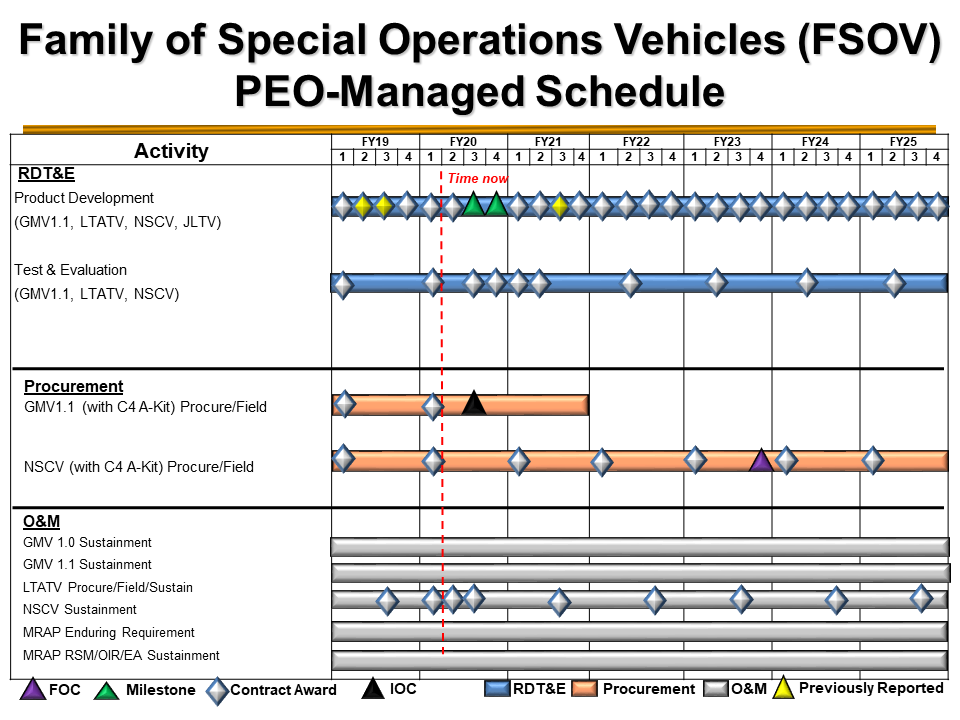 Family of Special Operations Vehicles (FSOV)
PEO-Managed Schedule
Activity
FY19 FY20 FY21 FY22 FY23 FY24 FY25
1 2 3 4 1 2 3 4 1 2 3 4 1 2 3 4 1 2 3 4 1 2 3 4 1 2 3 4
RDT&E
Time now
Product Development
(GMV1.1, LTATV, NSCV, JLTV)
Test & Evaluation
(GMV1.1, LTATV, NSCV)
Procurement
GMV1.1 (with C4 A-Kit) Procure/Field
NSCV (with C4 A-Kit) Procure/Field
O&M
GMV 1.0 Sustainment
GMV 1.1 Sustainment
LTATV Procure/Field/Sustain
NSCV Sustainment
MRAP Enduring Requirement
MRAP RSM/OIR/EA Sustainment
FOC Milestone Contract Award IOC RDT&E Procurement O&M Previously Reported